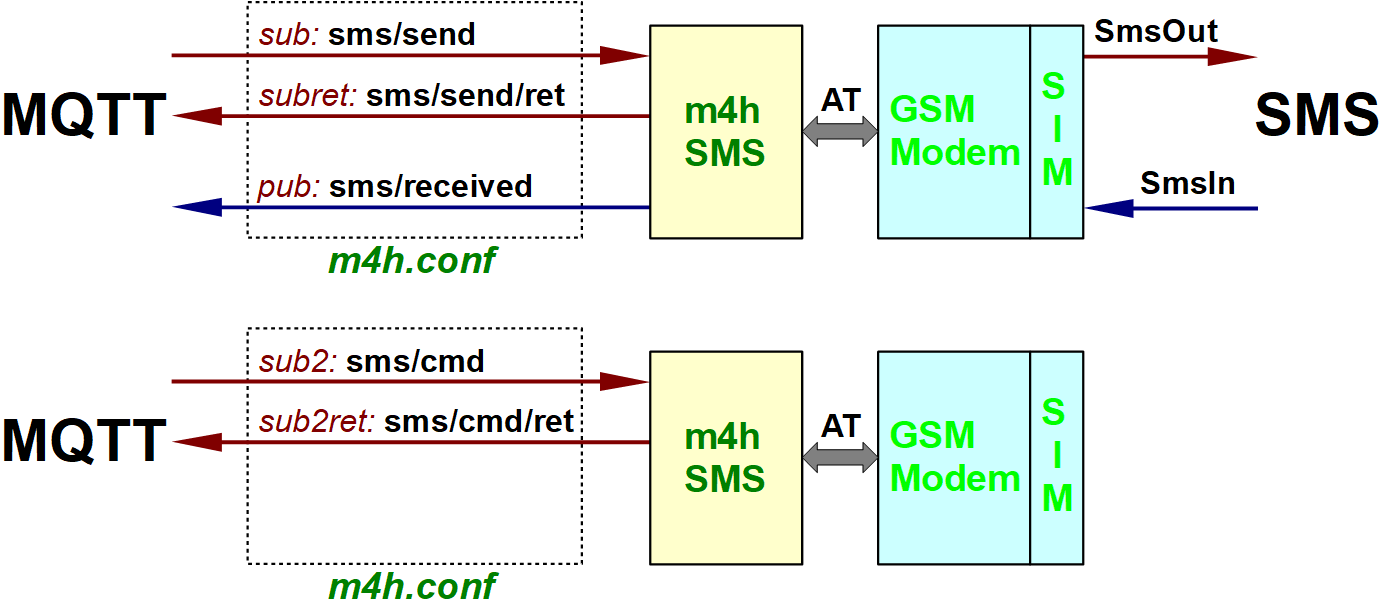 sub: sms/send
subret: sms/send/ret
pub: sms/received
MQTT
m4h.conf
m4h
SMS
AT
GSM
Modem
S
I
M
SmsOut
SMS
SmsIn
sub2: sms/cmd
sub2ret: sms/cmd/ret
MQTT
m4h.conf
m4h
SMS
AT
GSM
Modem
S
I
M